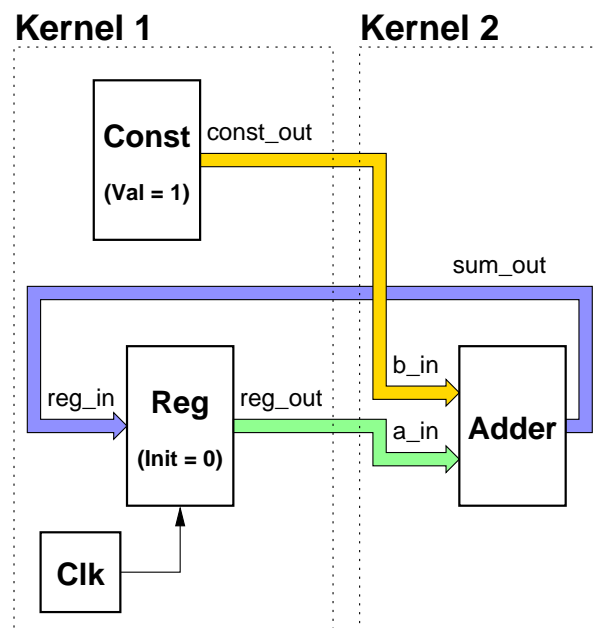 Kernel 1
Kernel 2
Const
(Val = 1)
const_out
sum_out
reg_in
Reg
(Init = 0)
reg_out
b_in
a_in
Adder
Clk